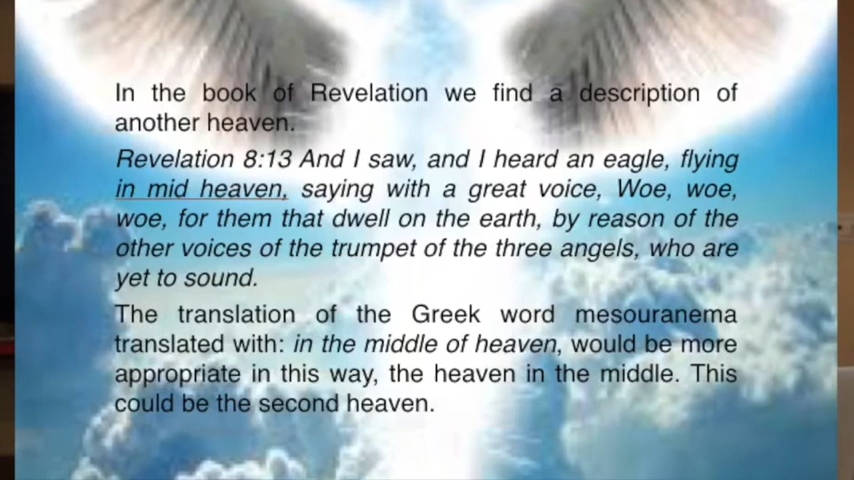 In the book of Revelation we find a description of
another heaven.
Revelation 8:13 And I saw, and I heard an eagle, flying
in mid heaven, saying with a great voice, Woe, woe,
woe, for them that dwell on the earth, by reason of the
other voices of the trumpet of the three angels, who are
yet to sound.
The translation of the Greek word mesouranema
translated with: in the middle of heaven, would be more
appropriate in this way, the heaven in the middle. This
could be the second heaven.